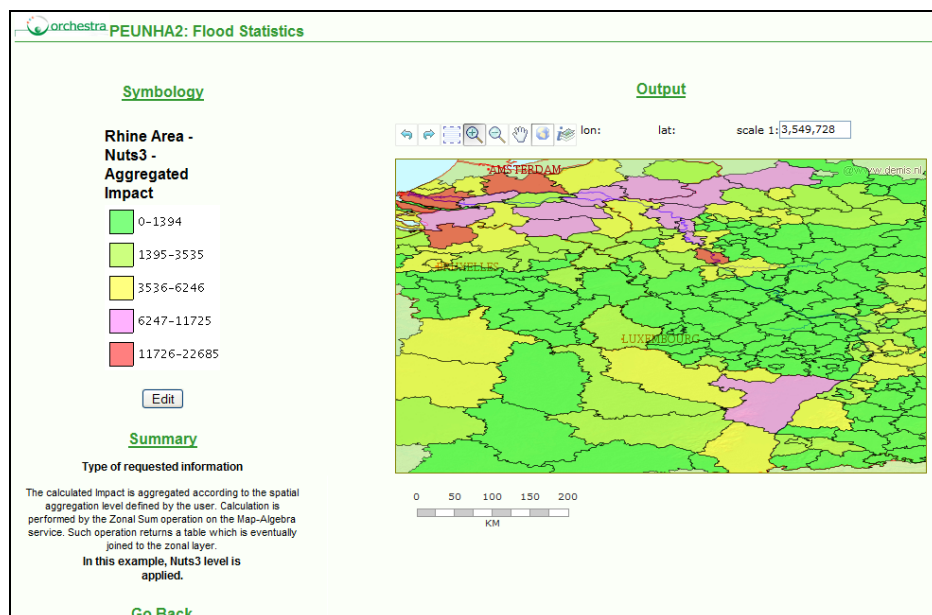 orchestra PEUNHA2: Flood Statistics
Symbology
Rhine Area -
Nuts3 -
Aggregated
Impact
0-1394
1395-3535
3536-6246
6247-11725
11726-22685
Edit
Summary
Type of requested information
The calculated Impact is aggregated according to the spatial
aggregation level defined by the user. Calculation is
performed by the Zonal Sum operation on the Map-Algebra
service. Such operation returns a table which is eventually
joined to the zonal layer.
In this example, Nuts3 level is
applied.
Go Back
Output
lon: lat: scale 1: 3,549,728
AMSTERDAM
@www.demis.nl
BRUXELLES
LUXEMBOURG
0 50 100 150 200
KM